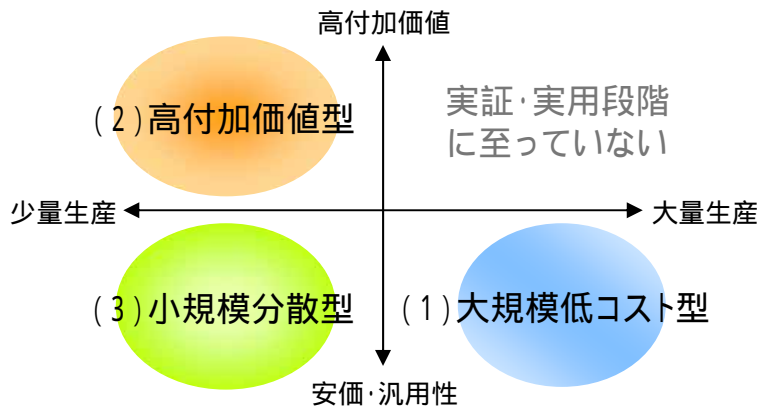 高付加価値
(2)高付加価値型
実証・実用段階
に至っていない
少量生産
大量生産
(3)小規模分散型
(1)大規模低コスト型
安価・汎用性